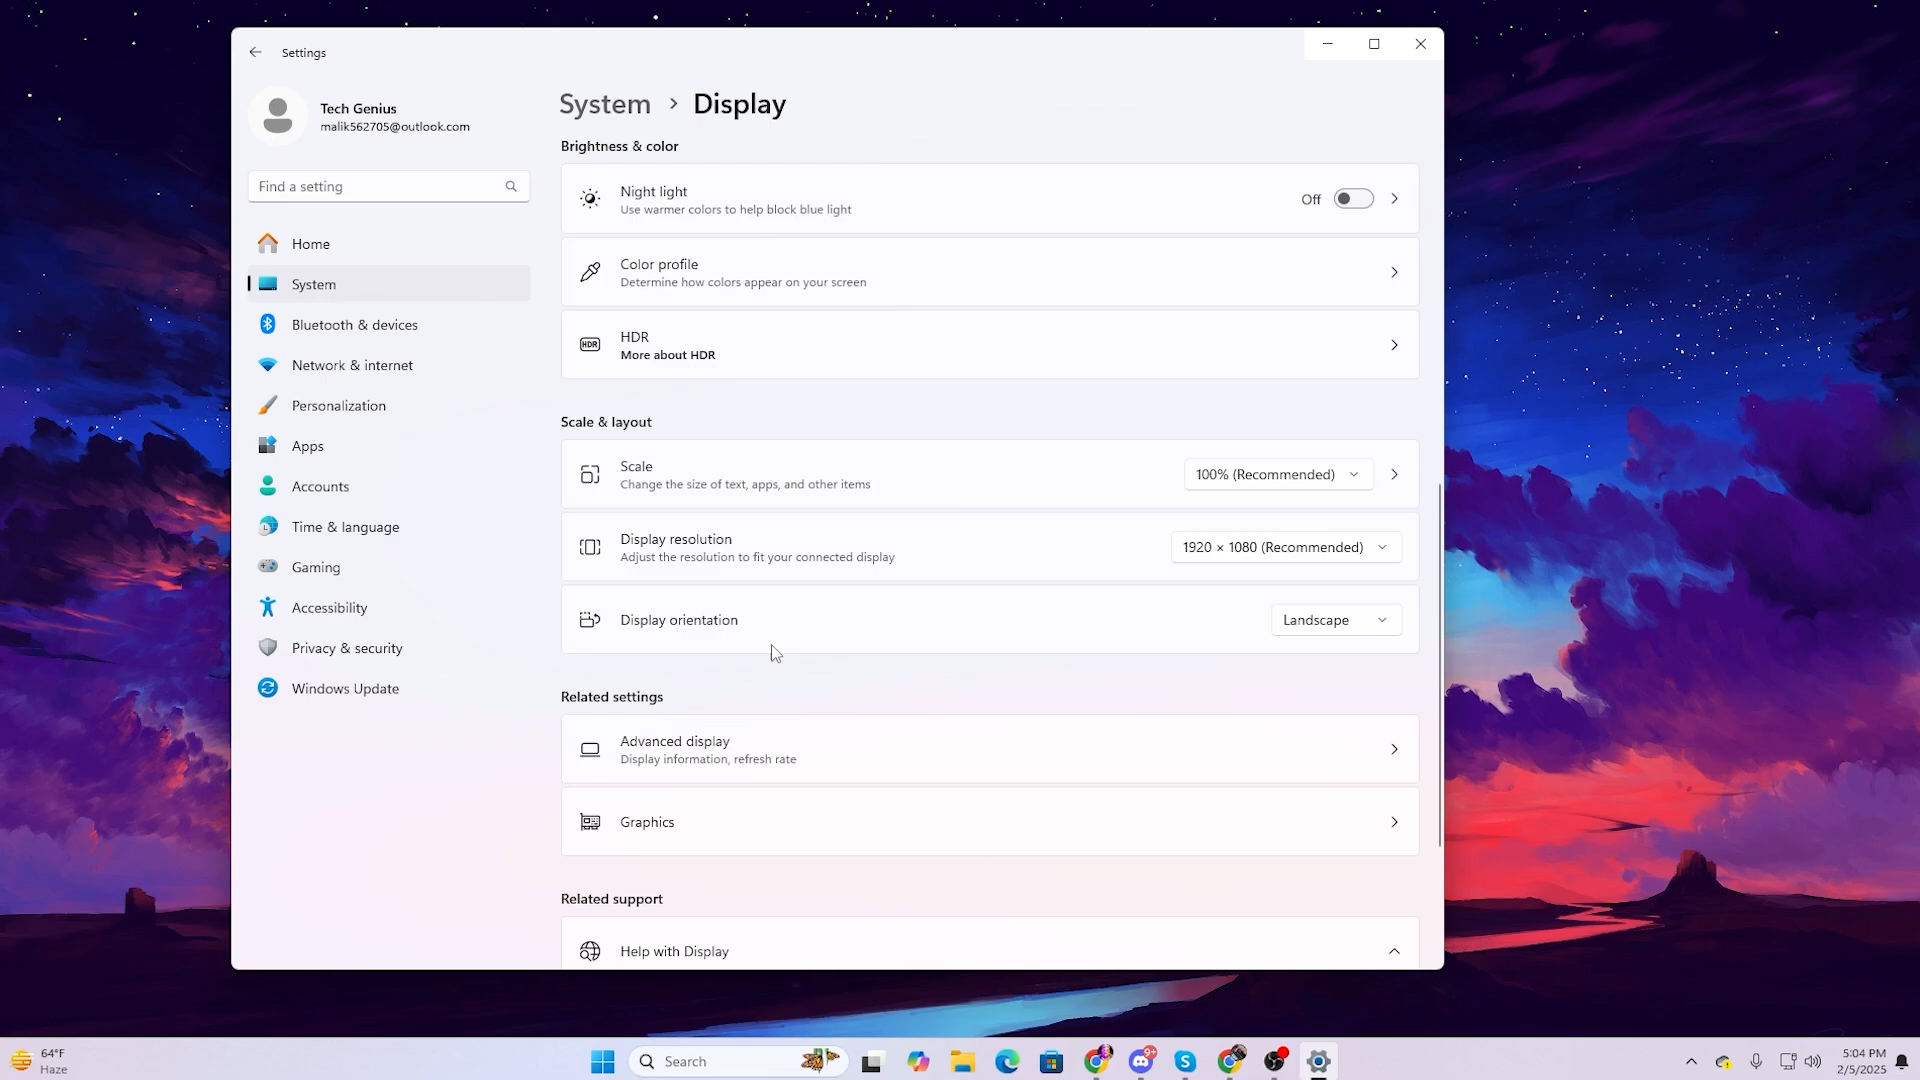 Settings
Tech Genius
malik562705@outlook.com
Find a setting
Home
System
Bluetooth & devices
Network & internet
Personalization
Apps
Accounts
Time & language
Gaming
Accessibility
Privacy & security
Windows Update
System > Display
Brightness & color
Night light
Use warmer colors to help block blue light
Off
Color profile
Determine how colors appear on your screen
HDR
HDR
More about HDR
Scale & layout
Scale
Change the size of text, apps, and other items
100% (Recommended)
Display resolution
Adjust the resolution to fit your connected display
1920 × 1080 (Recommended)
Display orientation
Landscape
Related settings
Advanced display
Display information, refresh rate
Graphics
Related support
Help with Display
64°F
Haze
Search
9+
5:04 PM
2/5/2025